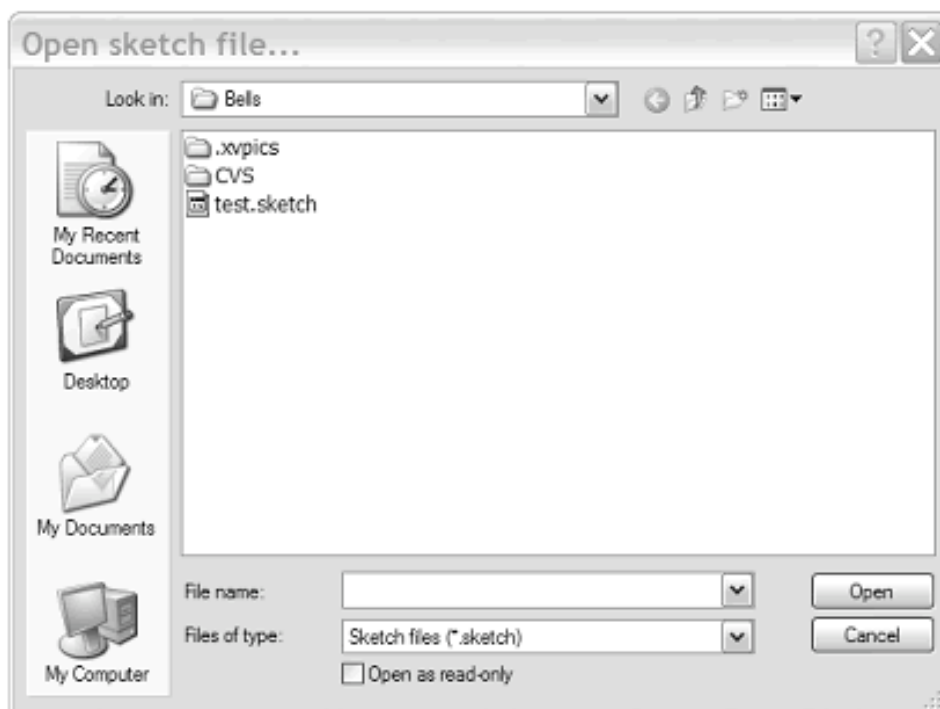 Open sketch file...
?
Look in: Bells
.xvpics
CVS
test.sketch
My Recent
Documents
Desktop
My Documents
My Computer
File name:
Open
Files of type: Sketch files (*.sketch)
Cancel
Open as read-only